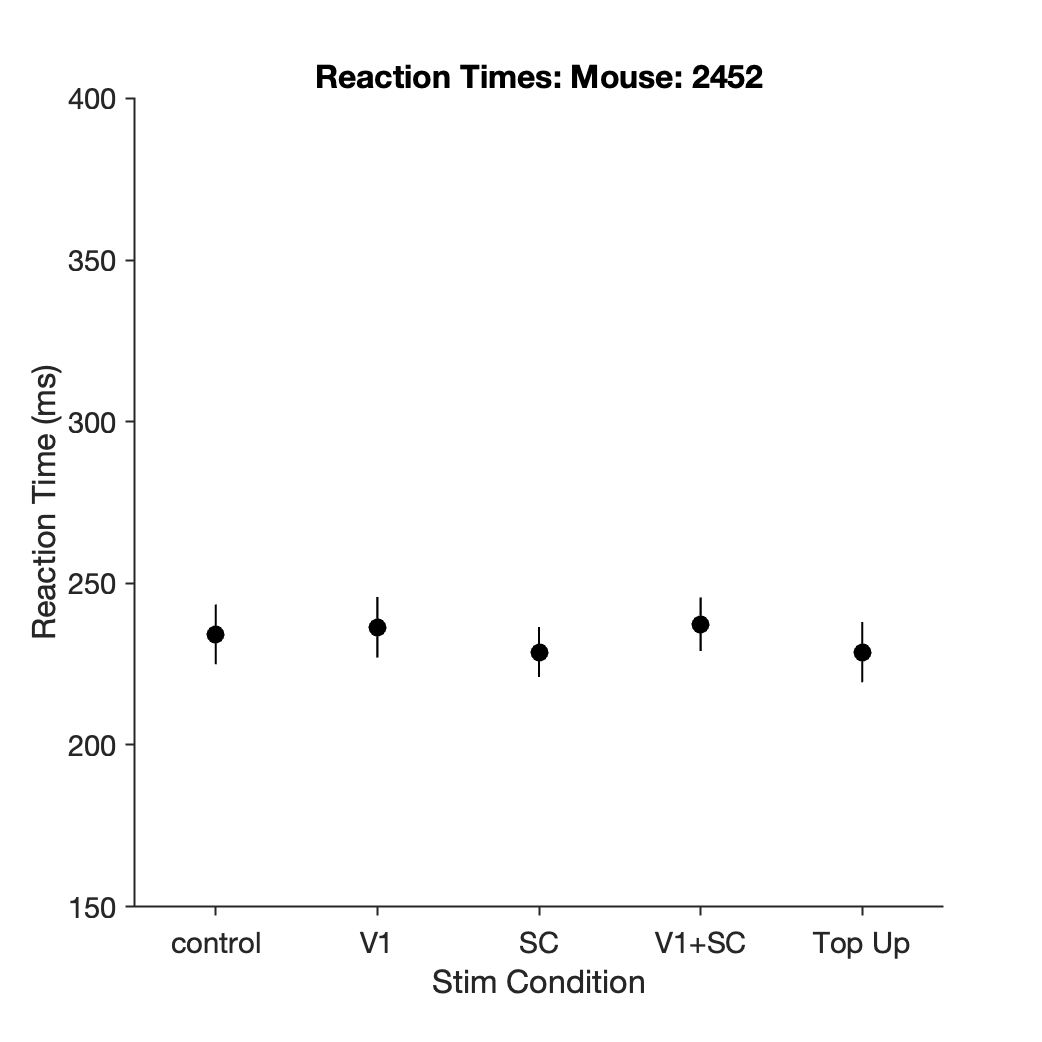 Reaction Times: Mouse: 2452
400
350
300
250
200
150
Reaction Time (ms)
control V1 SC V1+SC Top Up
Stim Condition